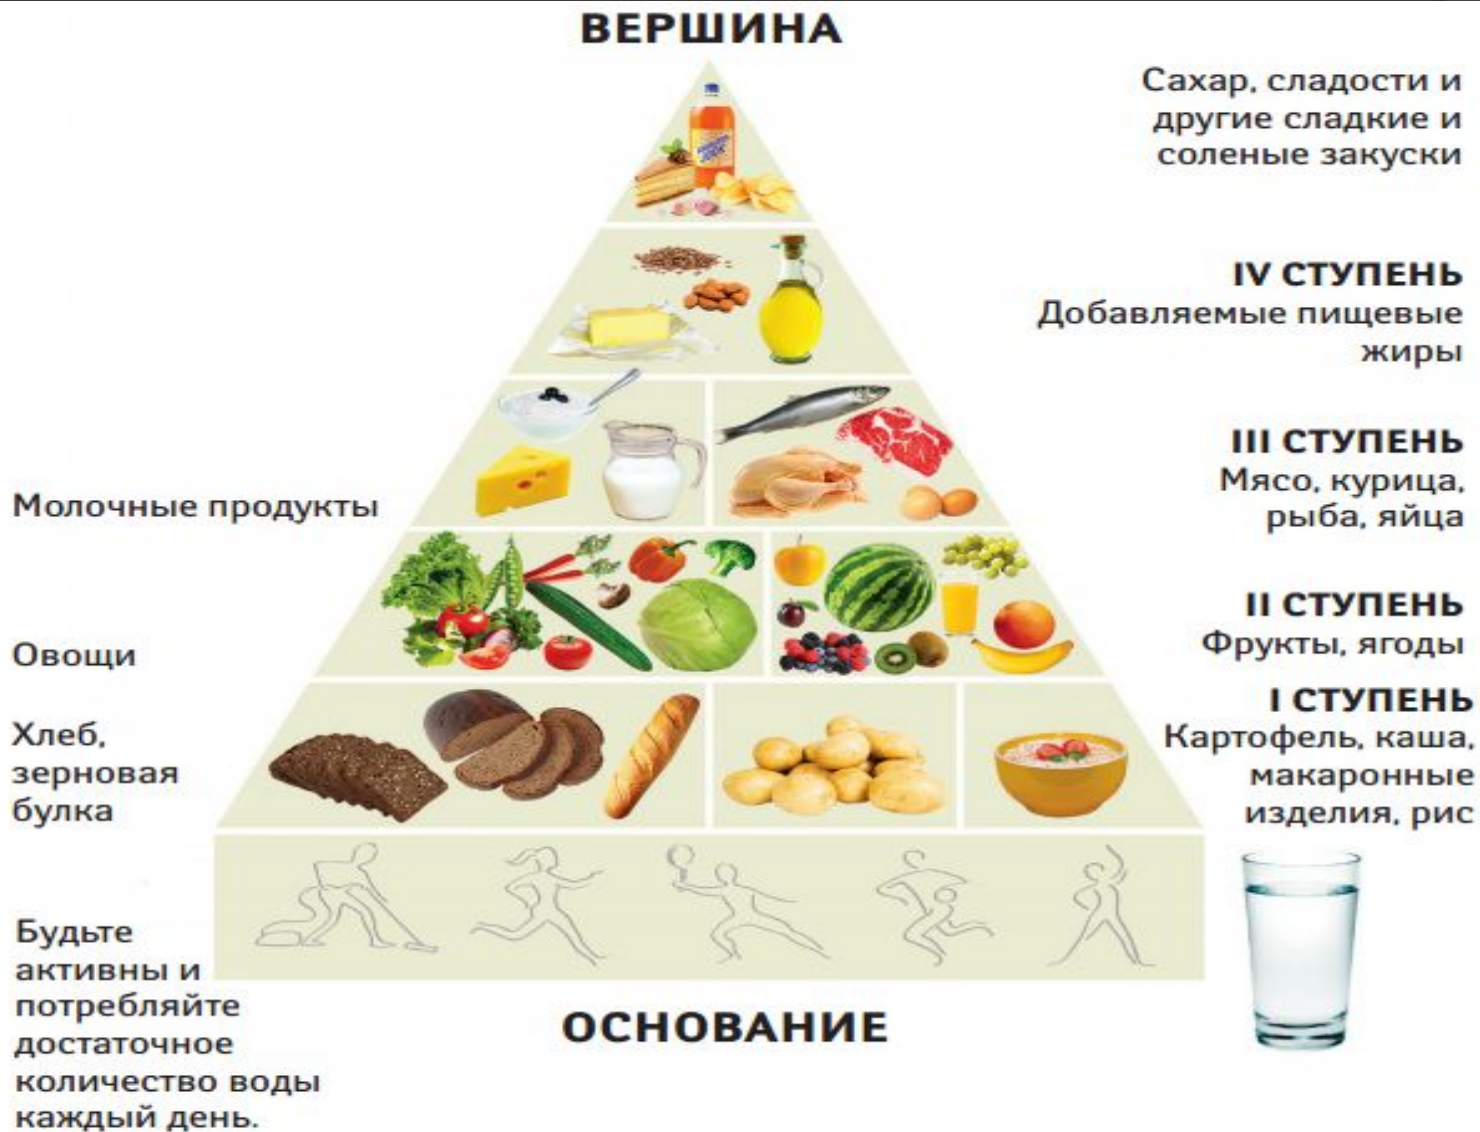 ВЕРШИНА
Сахар, сладости и
другие сладкие и
соленые закуски
IV СТУПЕНЬ
Добавляемые пищевые
жиры
III СТУПЕНЬ
Мясо, курица,
рыба, яйца
Молочные продукты
II СТУПЕНЬ
Фрукты, ягоды
Овощи
I СТУПЕНЬ
Картофель, каша,
макаронные
изделия, рис
Хлеб,
зерновая
булка
Будьте
активны и
потребляйте
достаточное
количество воды
каждый день.
ОСНОВАНИЕ